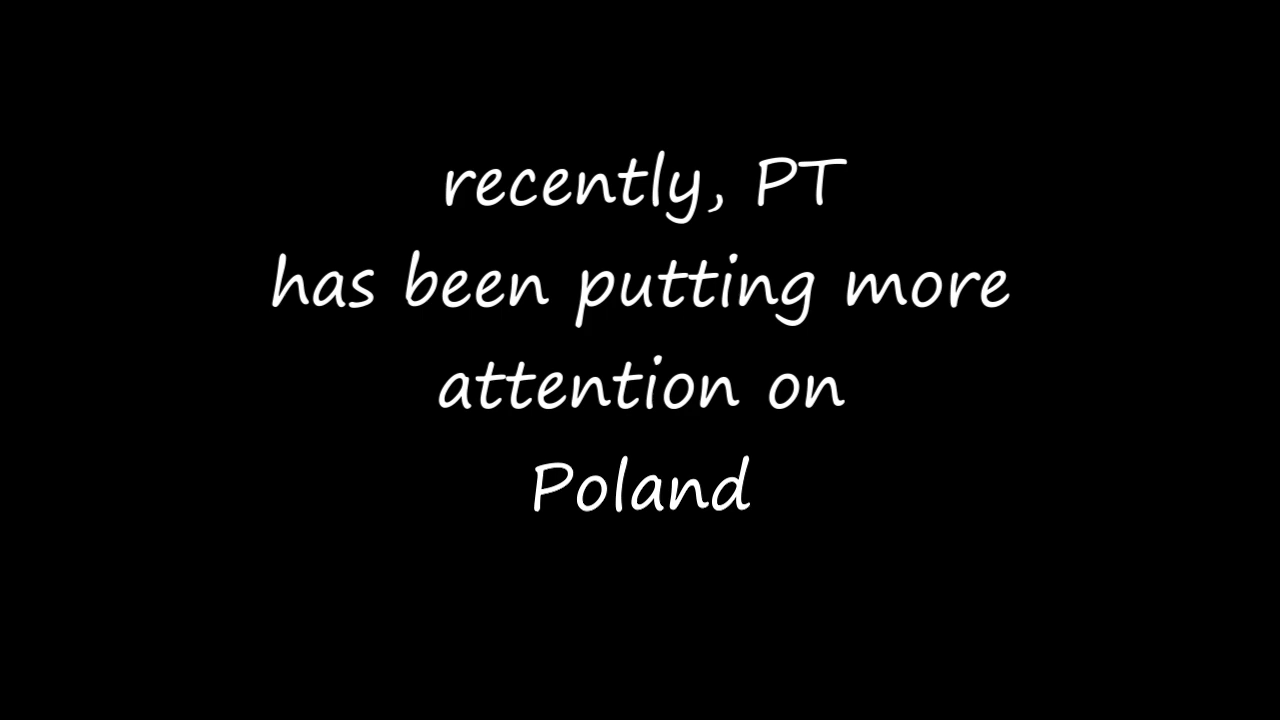 recently, PT
has been putting more
attention on
Poland